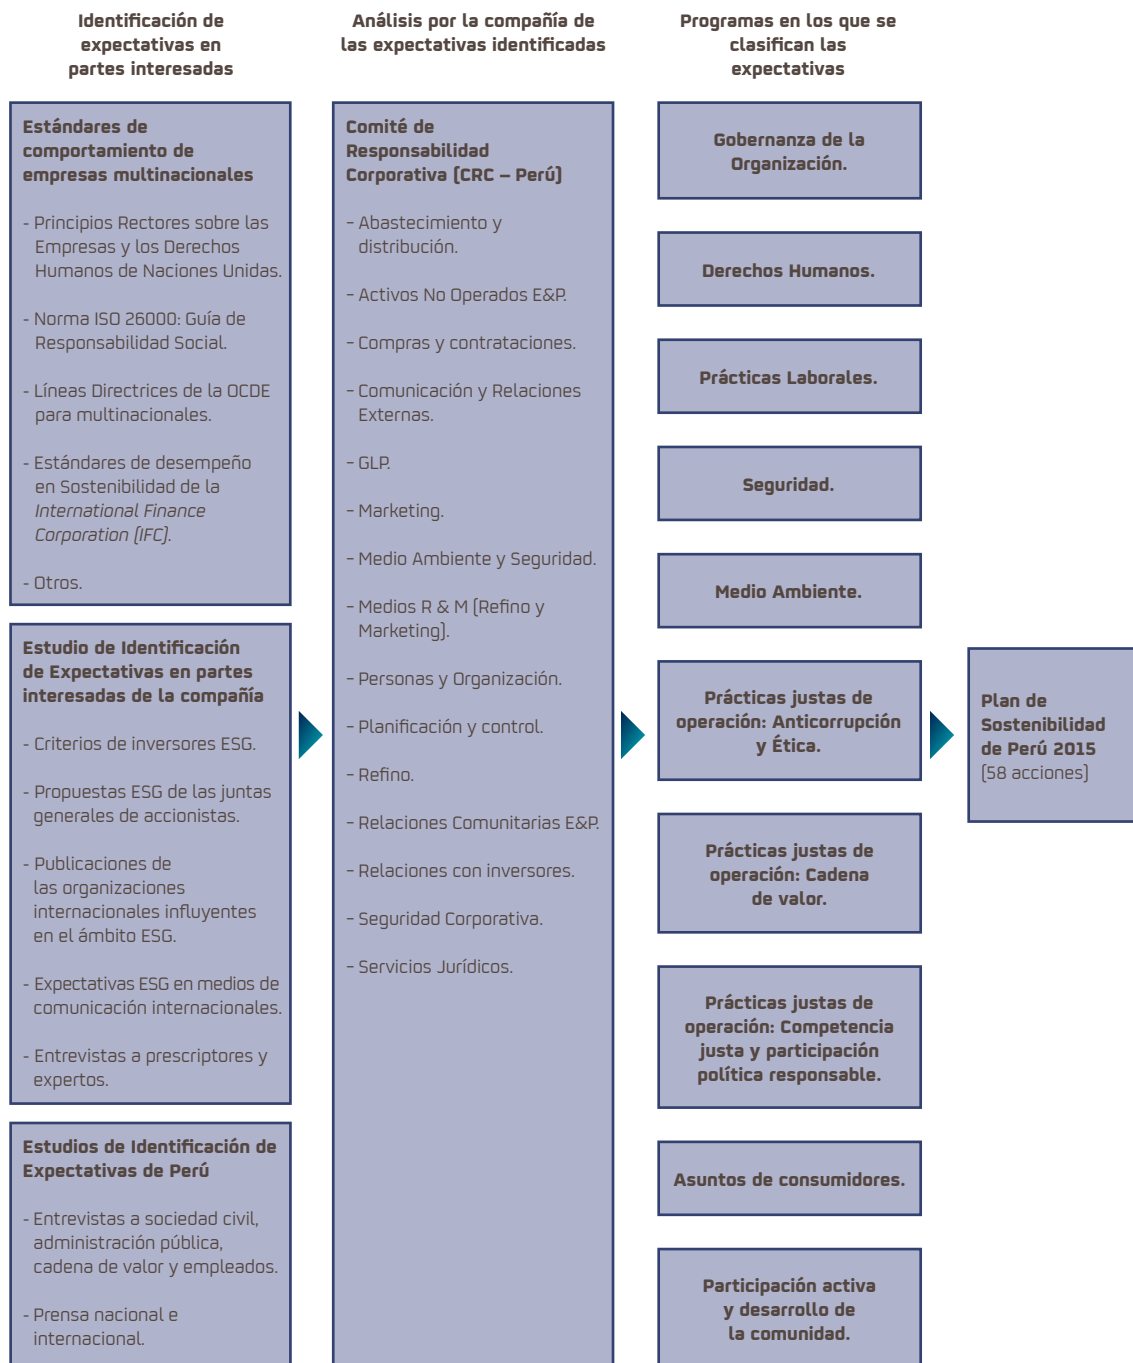 Identificación de
expectativas en
partes interesadas
Estándares de
comportamiento de
empresas multinacionales
- Principios Rectores sobre las
Empresas y los Derechos
Humanos de Naciones Unidas.
- Norma ISO 26000: Guía de
Responsabilidad Social.
- Líneas Directrices de la OCDE
para multinacionales.
- Estándares de desempeño
en Sostenibilidad de la
International Finance
Corporation (IFC).
- Otros.
Estudio de Identificación
de Expectativas en partes
interesadas de la compañía
- Criterios de inversores ESG.
- Propuestas ESG de las juntas
generales de accionistas.
- Publicaciones de
las organizaciones
internacionales influyentes
en el ámbito ESG.
- Expectativas ESG en medios de
comunicación internacionales.
- Entrevistas a prescriptores y
expertos.
Estudios de Identificación de
Expectativas de Perú
- Entrevistas a sociedad civil,
administración pública,
cadena de valor y empleados.
- Prensa nacional e
internacional.
Análisis por la compañía de
las expectativas identificadas
Comité de
Responsabilidad
Corporativa (CRC – Perú)
– Abastecimiento y
distribución.
– Activos No Operados E&P.
– Compras y contrataciones.
– Comunicación y Relaciones
Externas.
– GLP.
– Marketing.
– Medio Ambiente y Seguridad.
– Medios R & M (Refino y
Marketing).
– Personas y Organización.
– Planificación y control.
– Refino.
– Relaciones Comunitarias E&P.
– Relaciones con inversores.
– Seguridad Corporativa.
– Servicios Jurídicos.
Programas en los que se
clasifican las
expectativas
Gobernanza de la
Organización.
Derechos Humanos.
Prácticas Laborales.
Seguridad.
Medio Ambiente.
Prácticas justas de
operación: Anticorrupción
y Ética.
Prácticas justas de
operación: Cadena
de valor.
Prácticas justas de
operación: Competencia
justa y participación
política responsable.
Asuntos de consumidores.
Participación activa
y desarrollo de
la comunidad.
Plan de
Sostenibilidad
de Perú 2015
(58 acciones)